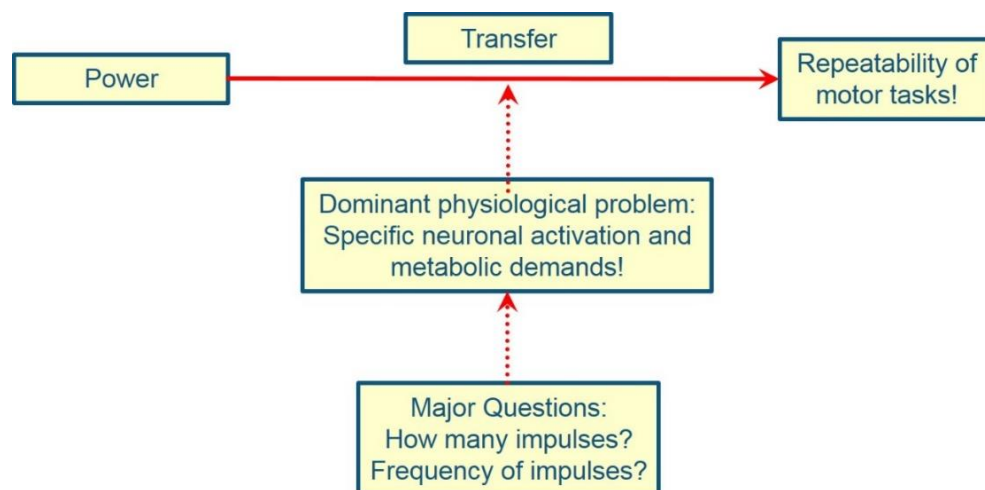 Transfer
Power
Repeatability of
motor tasks!
Dominant physiological problem:
Specific neuronal activation and
metabolic demands!
Major Questions:
How many impulses?
Frequency of impulses?